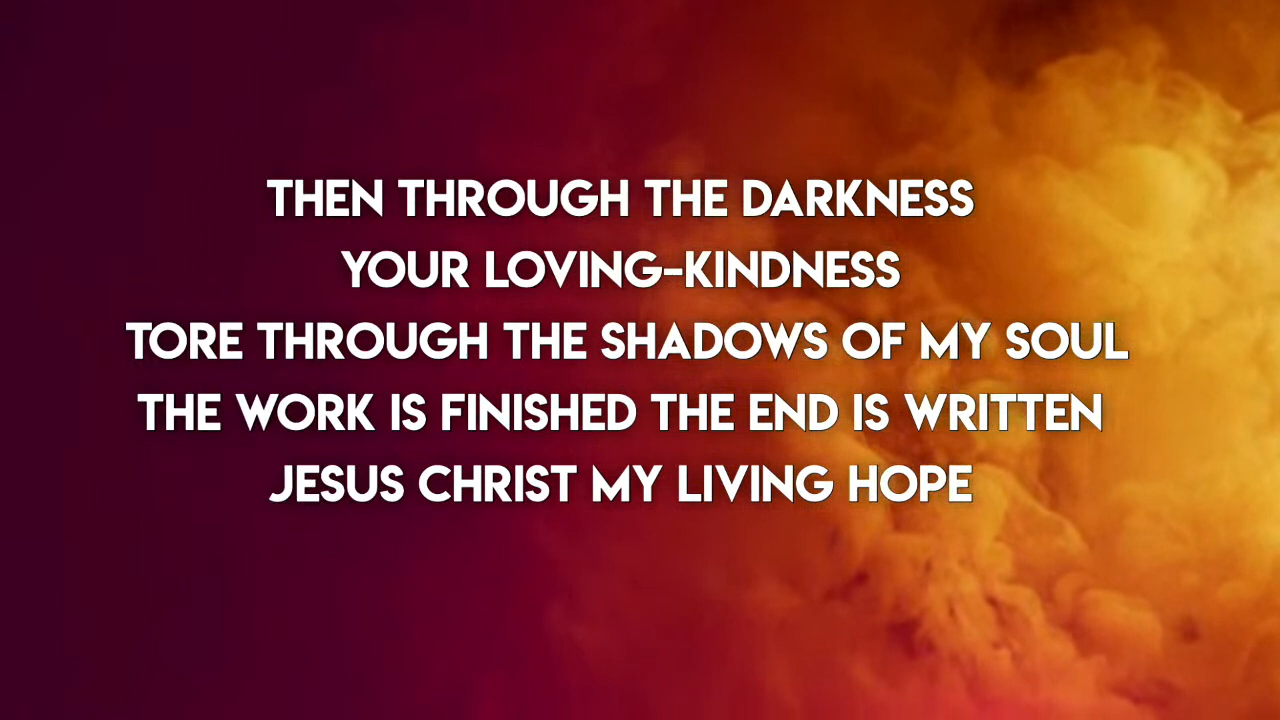 THEN THROUGH THE DARKNESS
YOUR LOVING-KINDNESS
TORE THROUGH THE SHADOWS OF MY SOUL
THE WORK IS FINISHED THE END IS WRITTEN
JESUS CHRIST MY LIVING HOPE